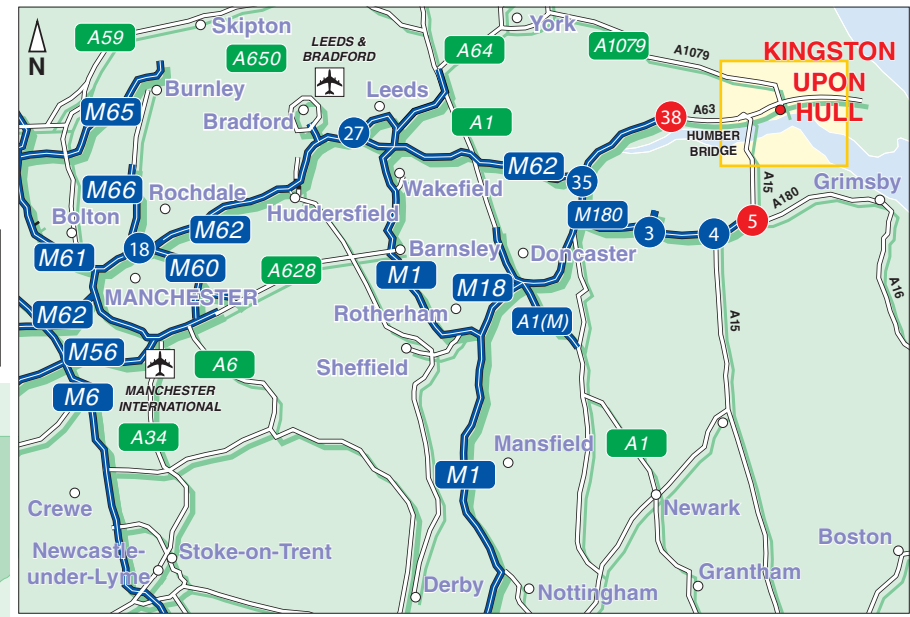 A59
Skipton
York
A650
LEEDS &
BRADFORD
A64
A1079
A1079
KINGSTON
UPON
HULL
N
Burnley
Leeds
M65
Bradford
27
A1
38
A63
HUMBER
BRIDGE
M62
M66
Rochdale
Wakefield
35
A15
A180
Grimsby
Bolton
Huddersfield
M180
18
M62
3
4
5
M61
M60
Barnsley
Doncaster
A628
M1
MANCHESTER
M18
A16
M62
Rotherham
A1(M)
A15
M56
Sheffield
A6
M6
MANCHESTER
INTERNATIONAL
A34
Mansfield
A1
M1
Crewe
Newark
Boston
Newcastle-
under-Lyme
Stoke-on-Trent
Derby
Nottingham
Grantham